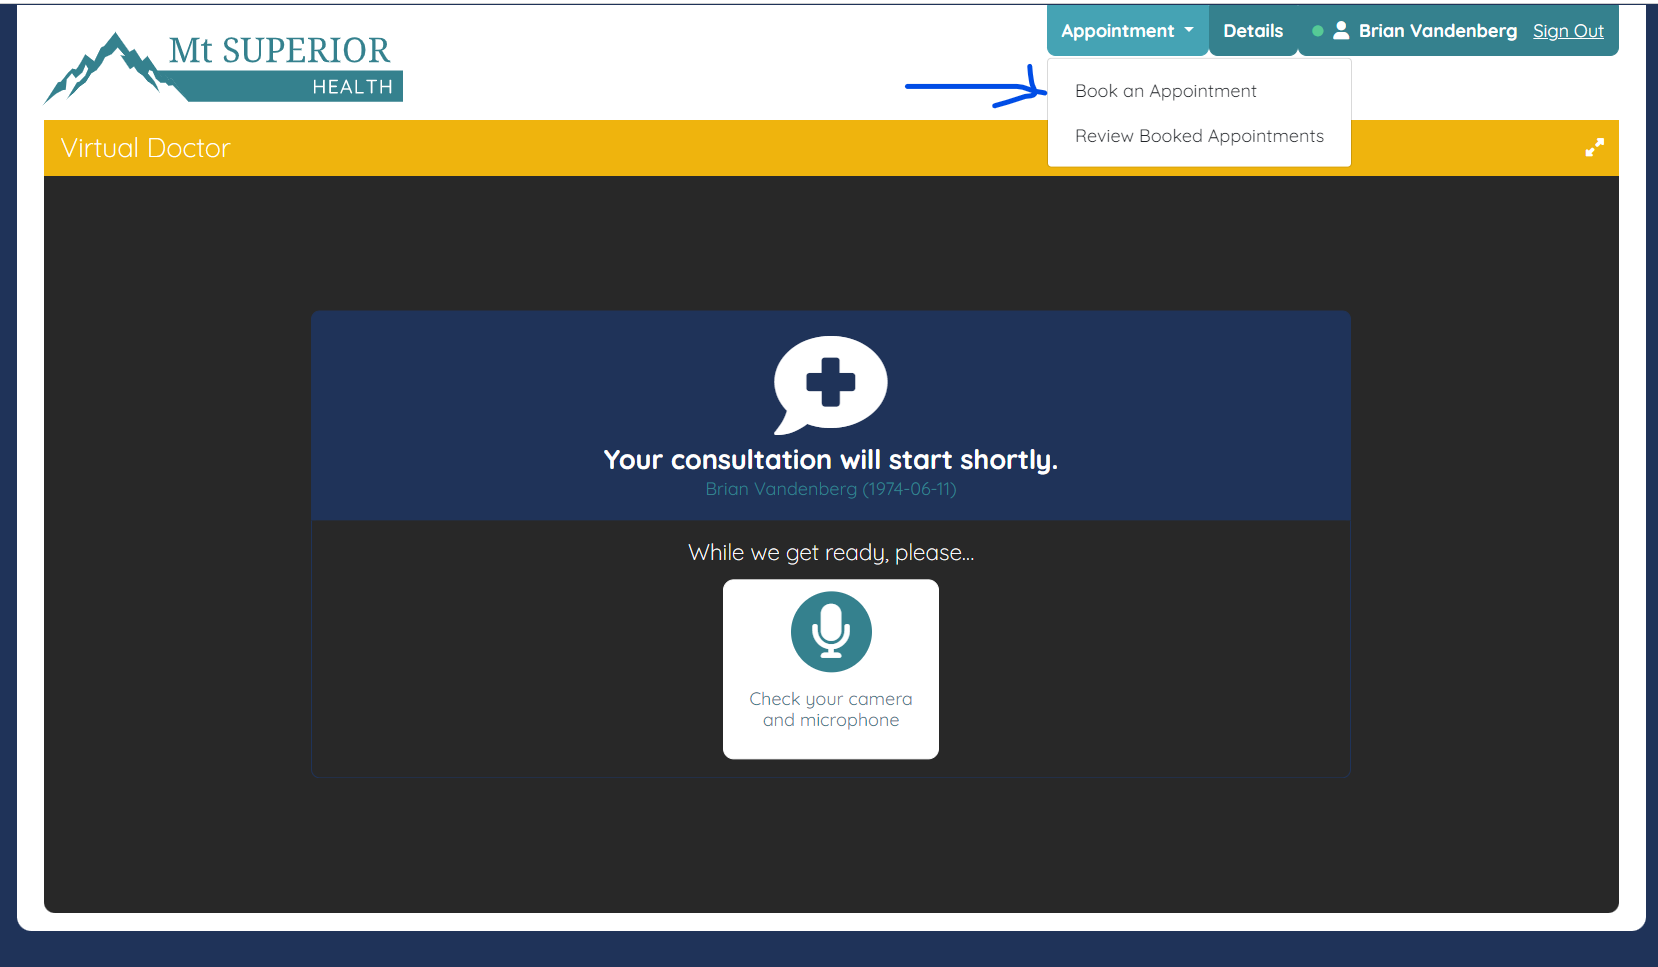 Mt SUPERIOR
HEALTH
Appointment
Details
Brian Vandenberg
Sign Out
Book an Appointment
Review Booked Appointments
Virtual Doctor
Your consultation will start shortly.
Brian Vandenberg (1974-06-11)
While we get ready, please...
Check your camera
and microphone